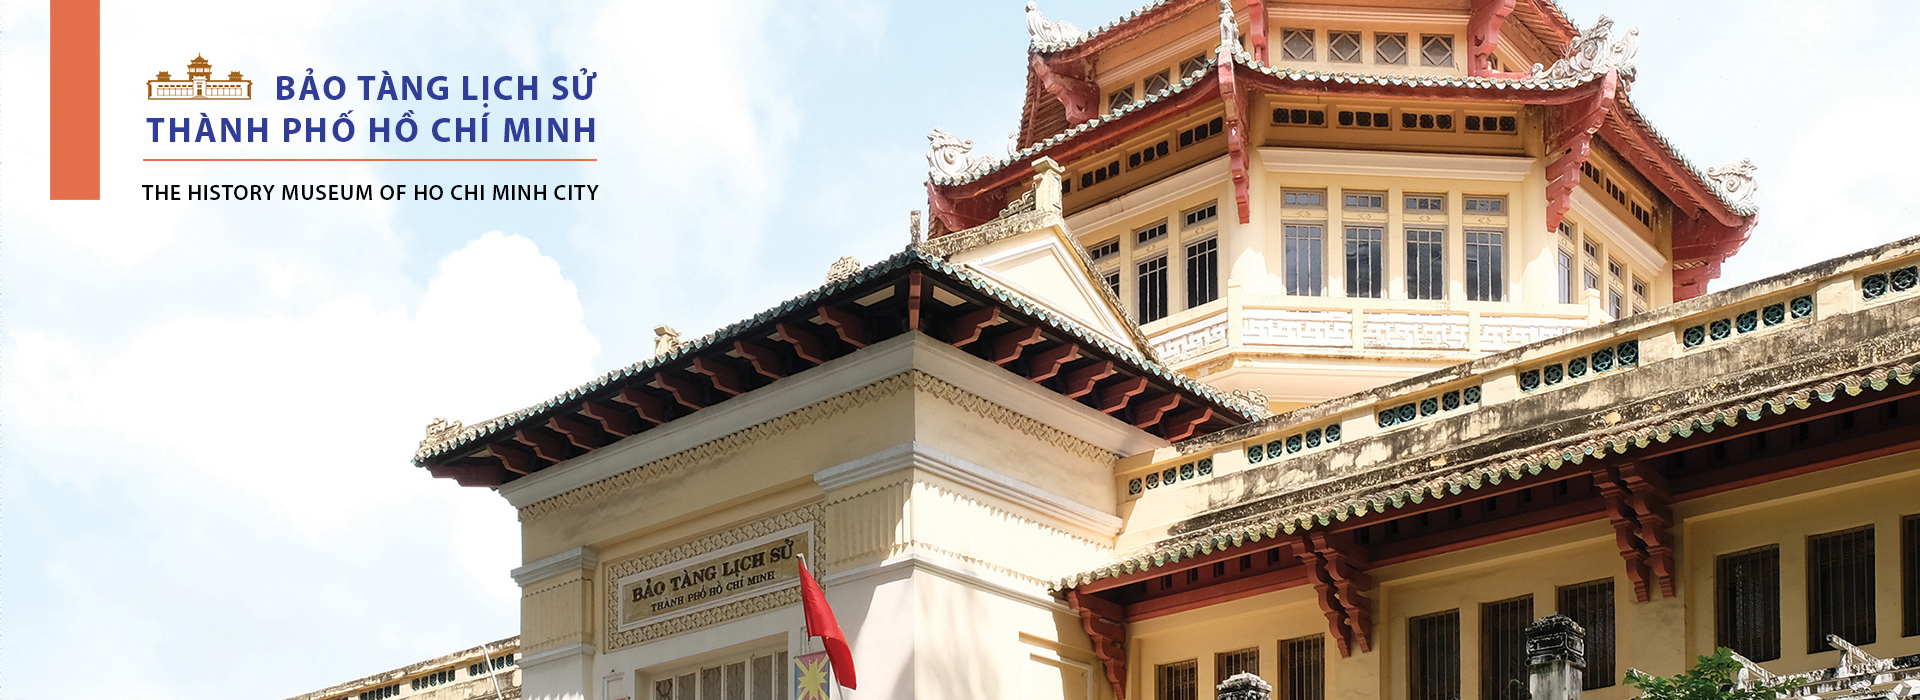 BẢO TÀNG LỊCH SỬ
THÀNH PHỐ HỒ CHÍ MINH
THE HISTORY MUSEUM OF HO CHI MINH CITY
BẢO TÀNG LỊCH SỬ
THÀNH PHỐ HỒ CHÍ MINH